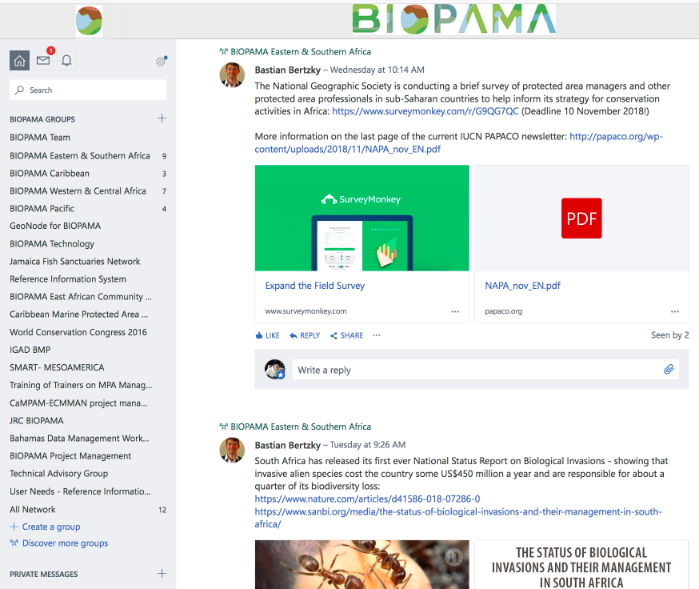 BIOPAMA
1
Search
BIOPAMA GROUPS
BIOPAMA Team
BIOPAMA Eastern & Southern Africa 9
BIOPAMA Caribbean 3
BIOPAMA Western & Central Africa 7
BIOPAMA Pacific 4
GeoNode for BIOPAMA
BIOPAMA Technology
Jamaica Fish Sanctuaries Network
Reference Information System
BIOPAMA East African Community ...
Caribbean Marine Protected Area ...
World Conservation Congress 2016
IGAD BMP
SMART- MESOAMERICA
Training of Trainers on MPA Manag...
CaMPAM-ECMMAN project mana...
JRC BIOPAMA
Bahamas Data Management Work...
BIOPAMA Project Management
Technical Advisory Group
User Needs - Reference Informatio...
All Network 12
Create a group
Discover more groups
PRIVATE MESSAGES
BIOPAMA Eastern & Southern Africa
Bastian Bertzky – Wednesday at 10:14 AM
The National Geographic Society is conducting a brief survey of protected area managers and other
protected area professionals in sub-Saharan countries to help inform its strategy for conservation
activities in Africa: https://www.surveymonkey.com/r/G9QG7QC (Deadline 10 November 2018!)
More information on the last page of the current IUCN PAPACO newsletter: http://papaco.org/wp-
content/uploads/2018/11/NAPA_nov_EN.pdf
SurveyMonkey
PDF
Expand the Field Survey
www.surveymonkey.com ...
NAPA_nov_EN.pdf
papaco.org ...
LIKE REPLY SHARE ...
Seen by 2
Write a reply
BIOPAMA Eastern & Southern Africa
Bastian Bertzky – Tuesday at 9:26 AM
South Africa has released its first ever National Status Report on Biological Invasions - showing that
invasive alien species cost the country some US$450 million a year and are responsible for about a
quarter of its biodiversity loss:
https://www.nature.com/articles/d41586-018-07286-0
https://www.sanbi.org/media/the-status-of-biological-invasions-and-their-management-in-south-
africa/
THE STATUS OF BIOLOGICAL
INVASIONS AND THEIR MANAGEMENT
IN SOUTH AFRICA